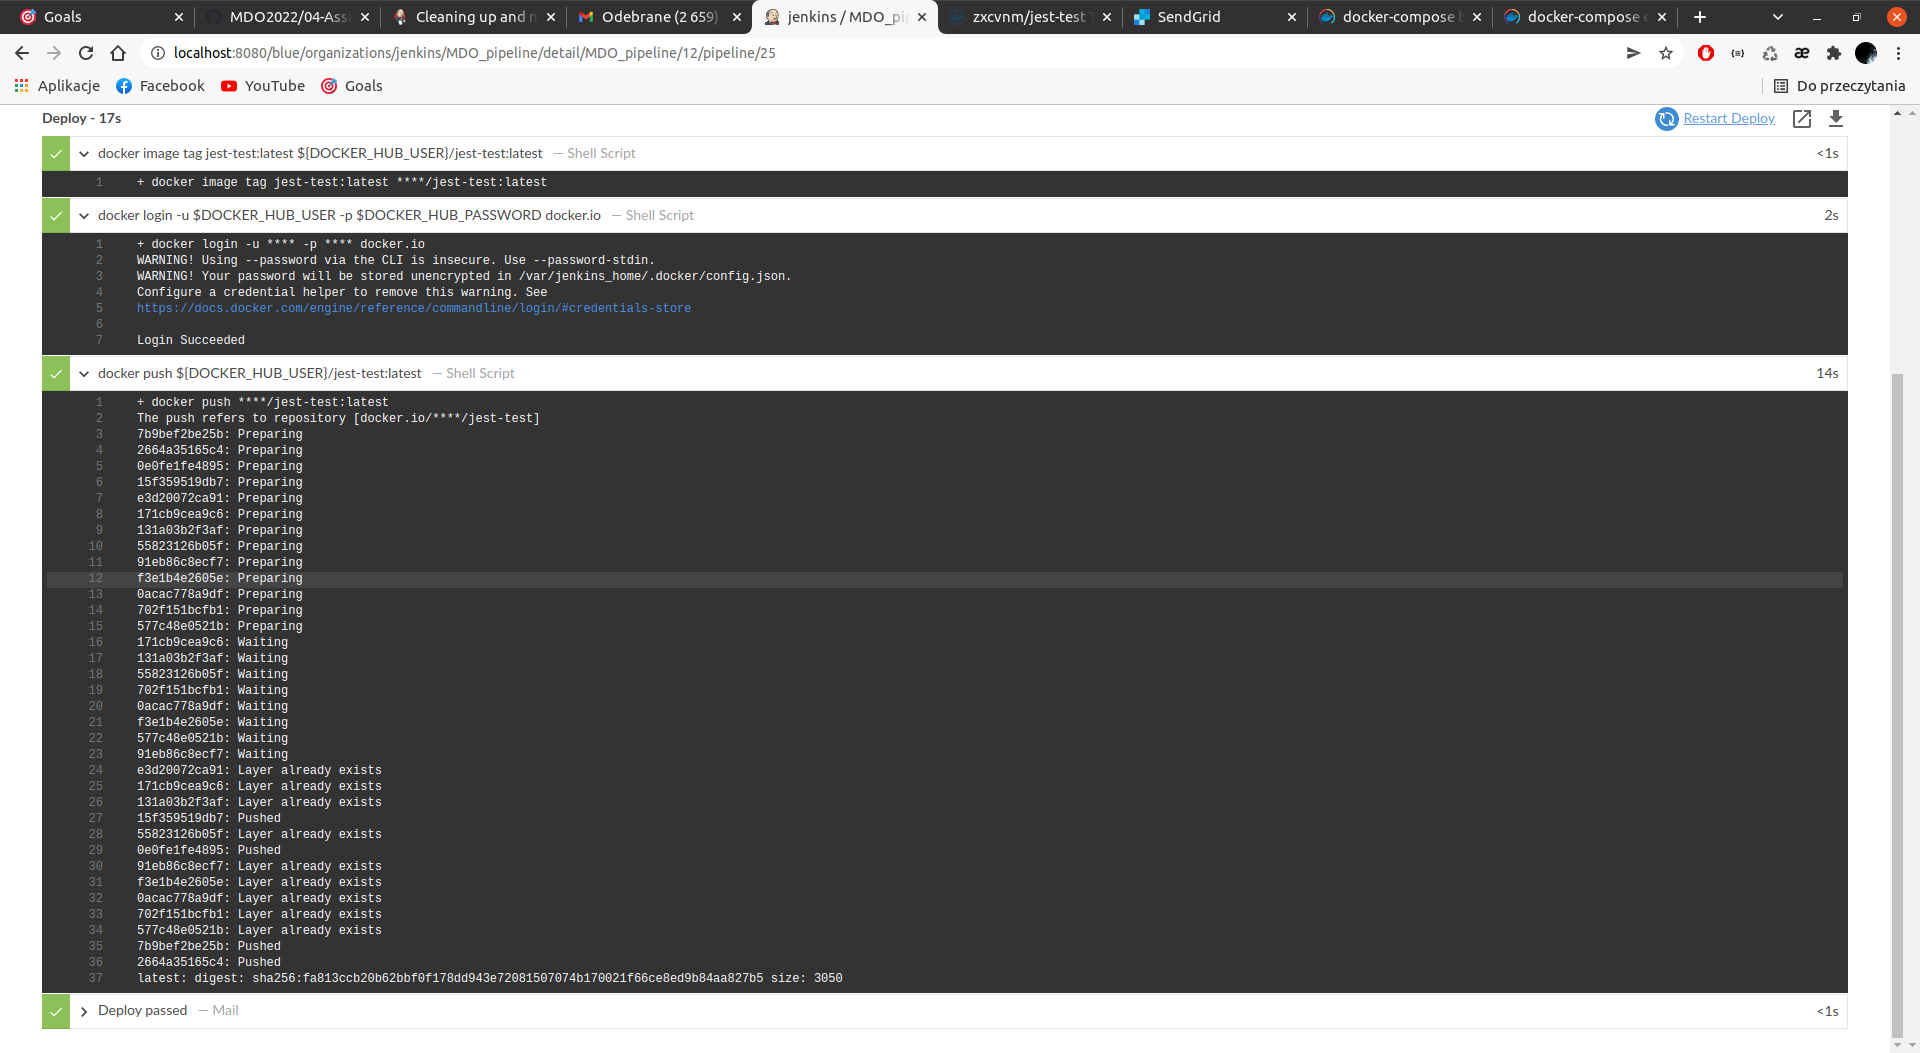 Goals
MDO2022/04-Ass
Cleaning up and n
Odebrane (2 659)
jenkins / MDO_pi
zxcvnm/jest-test
SendGrid
docker-compose
docker-compose
localhost:8080/blue/organizations/jenkins/MDO_pipeline/detail/MDO_pipeline/12/pipeline/25
Aplikacje
Facebook
YouTube
Goals
Do przeczytania
Deploy - 17s
Restart Deploy
docker image tag jest-test:latest ${DOCKER_HUB_USER}/jest-test:latest — Shell Script <1s
1 + docker image tag jest-test:latest ****/jest-test:latest
docker login -u $DOCKER_HUB_USER -p $DOCKER_HUB_PASSWORD docker.io — Shell Script 2s
1 + docker login -u **** -p **** docker.io
2 WARNING! Using --password via the CLI is insecure. Use --password-stdin.
3 WARNING! Your password will be stored unencrypted in /var/jenkins_home/.docker/config.json.
4 Configure a credential helper to remove this warning. See
5 https://docs.docker.com/engine/reference/commandline/login/#credentials-store
6
7 Login Succeeded
docker push ${DOCKER_HUB_USER}/jest-test:latest — Shell Script 14s
1 + docker push ****/jest-test:latest
2 The push refers to repository [docker.io/****/jest-test]
3 7b9bef2be25b: Preparing
4 2664a35165c4: Preparing
5 0e0fe1fe4895: Preparing
6 15f359519db7: Preparing
7 e3d20072ca91: Preparing
8 171cb9cea9c6: Preparing
9 131a03b2f3af: Preparing
10 55823126b05f: Preparing
11 91eb86c8ecf7: Preparing
12 f3e1b4e2605e: Preparing
13 0acac778a9df: Preparing
14 702f151bcfb1: Preparing
15 577c48e0521b: Preparing
16 171cb9cea9c6: Waiting
17 131a03b2f3af: Waiting
18 55823126b05f: Waiting
19 702f151bcfb1: Waiting
20 0acac778a9df: Waiting
21 f3e1b4e2605e: Waiting
22 577c48e0521b: Waiting
23 91eb86c8ecf7: Waiting
24 e3d20072ca91: Layer already exists
25 171cb9cea9c6: Layer already exists
26 131a03b2f3af: Layer already exists
27 15f359519db7: Pushed
28 55823126b05f: Layer already exists
29 0e0fe1fe4895: Pushed
30 91eb86c8ecf7: Layer already exists
31 f3e1b4e2605e: Layer already exists
32 0acac778a9df: Layer already exists
33 702f151bcfb1: Layer already exists
34 577c48e0521b: Layer already exists
35 7b9bef2be25b: Pushed
36 2664a35165c4: Pushed
37 latest: digest: sha256:fa813ccb20b62bbf0f178dd943e72081507074b170021f66ce8ed9b84aa827b5 size: 3050
Deploy passed — Mail <1s